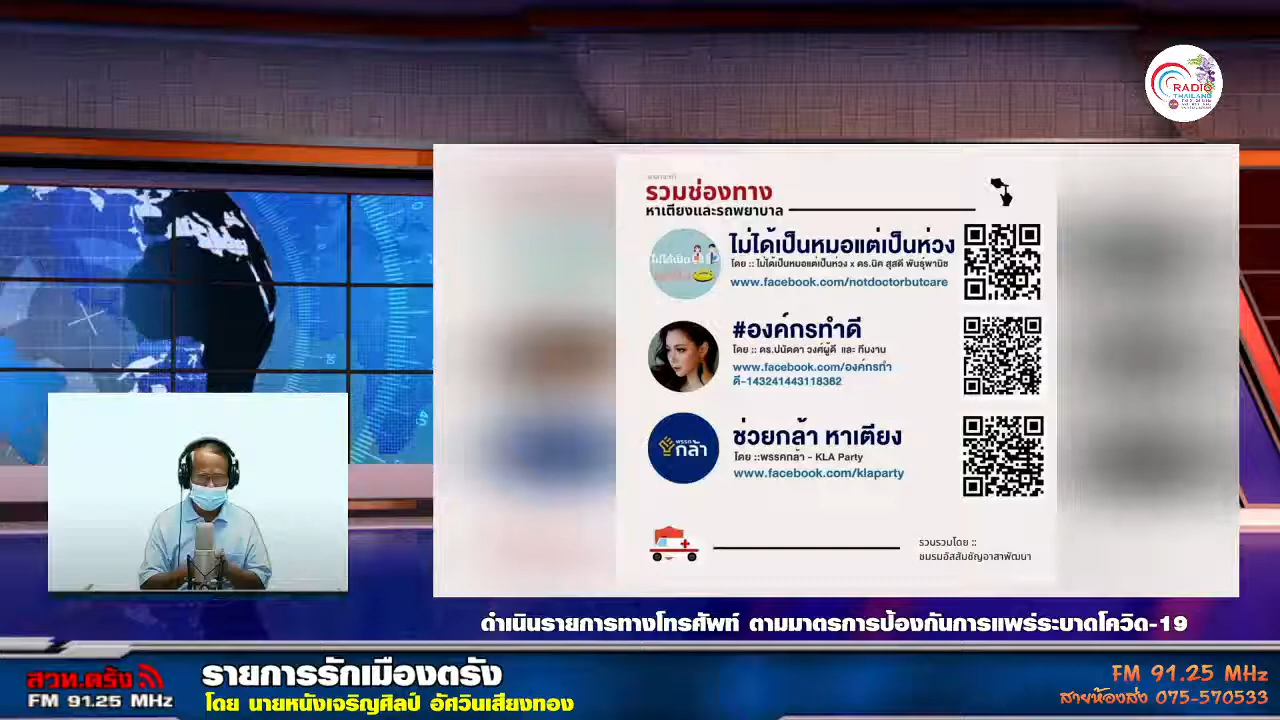 RADIO
THAILAND
รวมช่องทาง
หาเตียงและรถพยาบาล
ไม่ได้เป็นหมอแต่เป็นห่วง
โดย :: ไม่ได้เป็นหมอแต่เป็นห่วง x ดร.นิค สุสดี พันธุ์พานิช
www.facebook.com/notdoctorbutcare
#องค์กรทำดี
โดย :: ดร.ปนัดดา วงศ์ผู้ดี และ ทีมงาน
www.facebook.com/องค์กรทำ
ดี-143241443118362
พรรค
กล้า
ช่วยกล้า หาเตียง
โดย ::พรรคกล้า - KLA Party
www.facebook.com/klaparty
รวบรวมโดย ::
ชมรมอัสสัมชัญอาสาพัฒนา
ดำเนินรายการทางโทรศัพท์ ตามมาตรการป้องกันการแพร่ระบาดโควิด-19
สวท.ตรัง
FM 91.25 MHz
รายการรักเมืองตรัง
โดย นายหนังเจริญศิลป์ อัศวินเสียงทอง
FM 91.25 MHz
สายห้องส่ง 075-570533